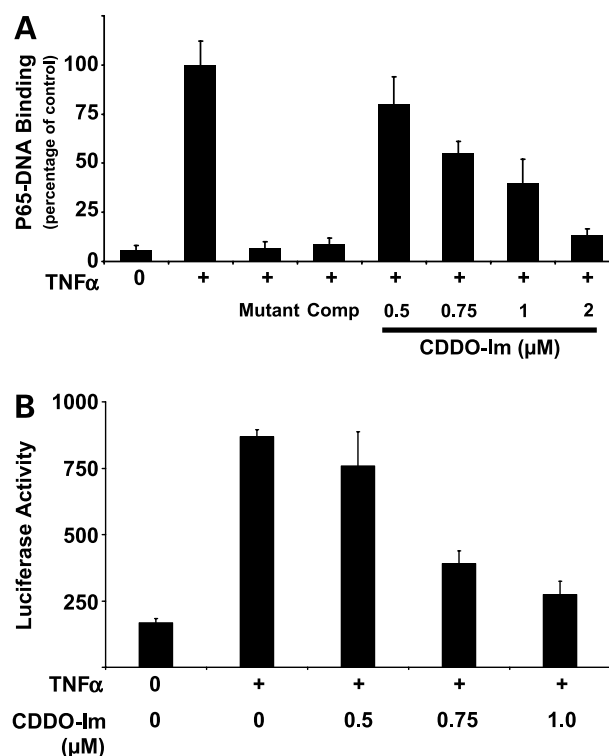 A
P65-DNA Binding
(percentage of control)
100
75
50
25
0
TNFα 0 + + + + + + +
Mutant Comp 0.5 0.75 1 2
CDDO-Im (µM)
B
Luciferase Activity
1000
750
500
250
TNFα 0 + + + +
CDDO-Im 0 0 0.5 0.75 1.0
(µM)